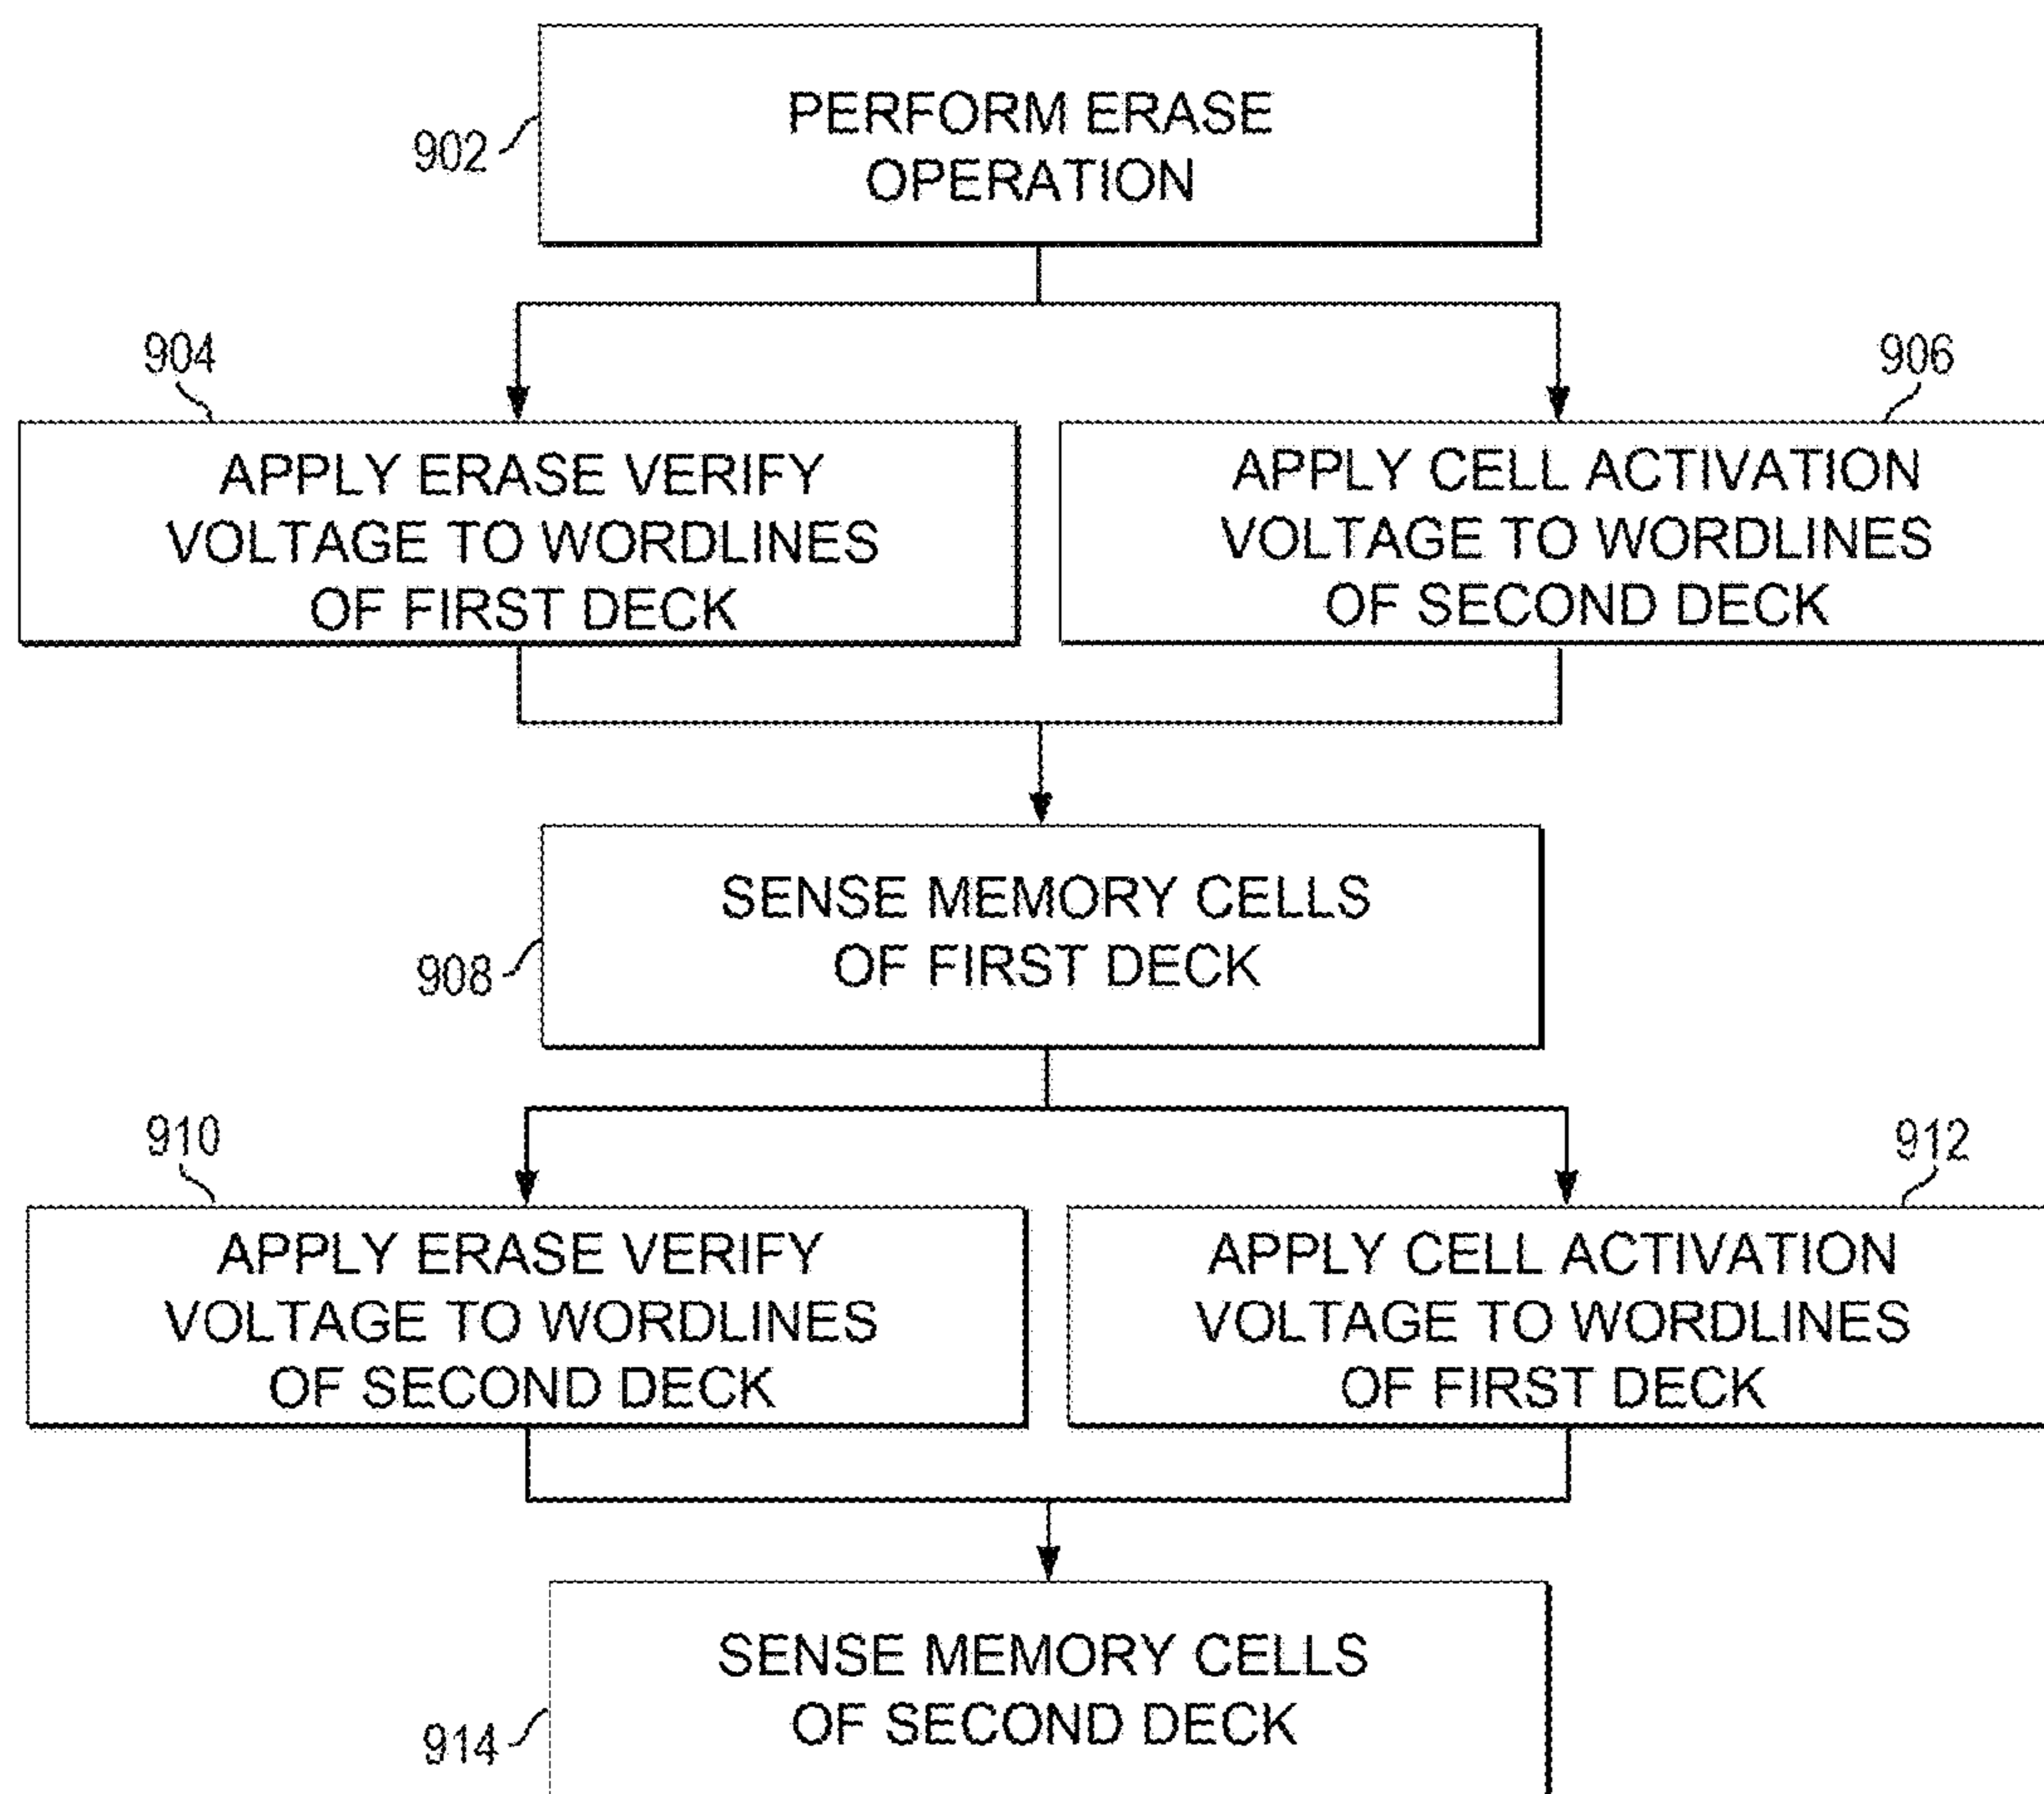 PERFORM ERASE
OPERATION
902
904
906
APPLY ERASE VERIFY
VOLTAGE TO WORDLINES
OF FIRST DECK
APPLY CELL ACTIVATION
VOLTAGE TO WORDLINES
OF SECOND DECK
SENSE MEMORY CELLS
OF FIRST DECK
908
910
912
APPLY ERASE VERIFY
VOLTAGE TO WORDLINES
OF SECOND DECK
APPLY CELL ACTIVATION
VOLTAGE TO WORDLINES
OF FIRST DECK
SENSE MEMORY CELLS
OF SECOND DECK
914